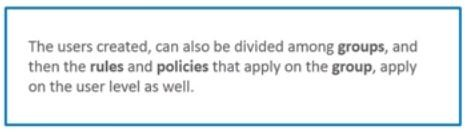 The users created, can also be divided among groups, and
then the rules and policies that apply on the group, apply
on the user level as well.